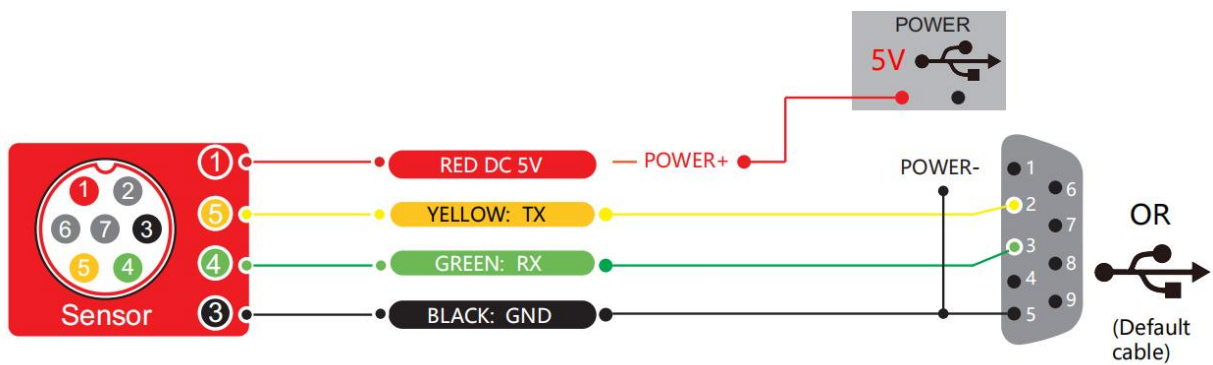 POWER
5V
1 RED DC 5V POWER+
POWER-
5 YELLOW: TX
4 GREEN: RX
3 BLACK: GND
1 2
6 7 3
5 4
Sensor
1
6
2
7
3
8
4
9
5
OR
(Default
cable)